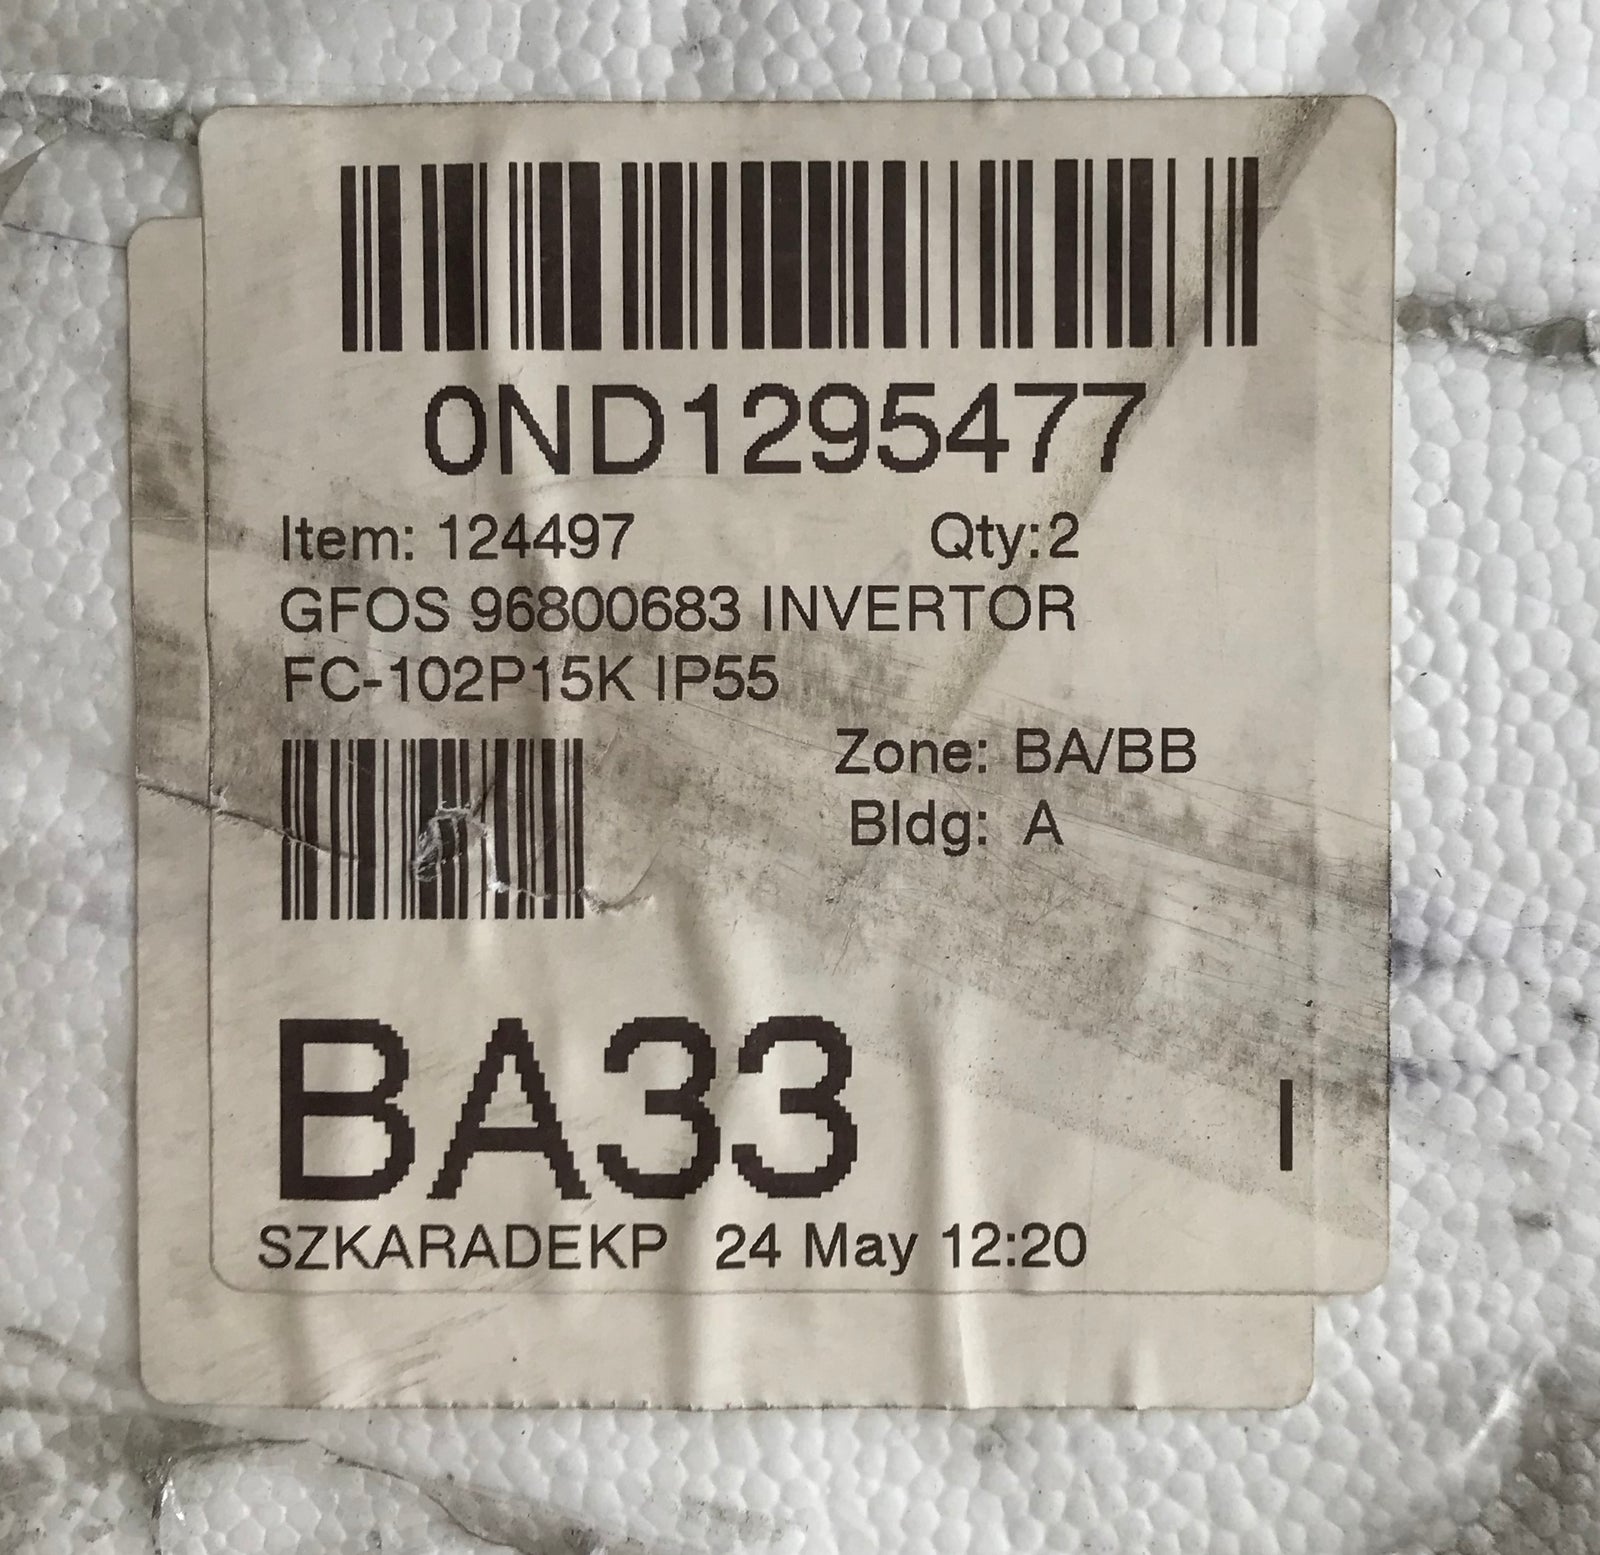 0ND1295477
Item: 124497 Qty:2
GFOS 96800683 INVERTOR
FC-102P15K IP55
Zone: BA/BB
Bldg: A
BA33 I
SZKARADEKP 24 May 12:20